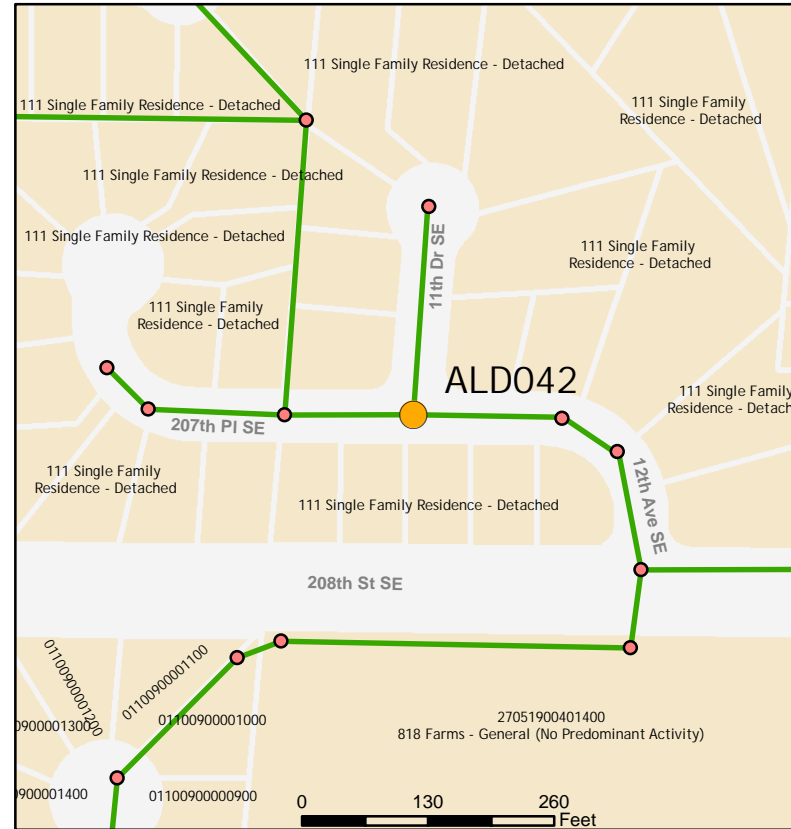 111 Single Family Residence - Detached
111 Single Family Residence - Detached
111 Single Family
Residence - Detached
111 Single Family Residence - Detached
111 Single Family Residence - Detached
111 Single Family
Residence - Detached
11th Dr SE
111 Single Family
Residence - Detached
ALD042
111 Single Family
Residence - Detach
207th Pl SE
111 Single Family
Residence - Detached
12th Ave SE
111 Single Family Residence - Detached
208th St SE
01100900001200
01100900001100
0900001300
01100900001000
27051900401400
818 Farms - General (No Predominant Activity)
0900001400
01100900000900
0 130 260
Feet